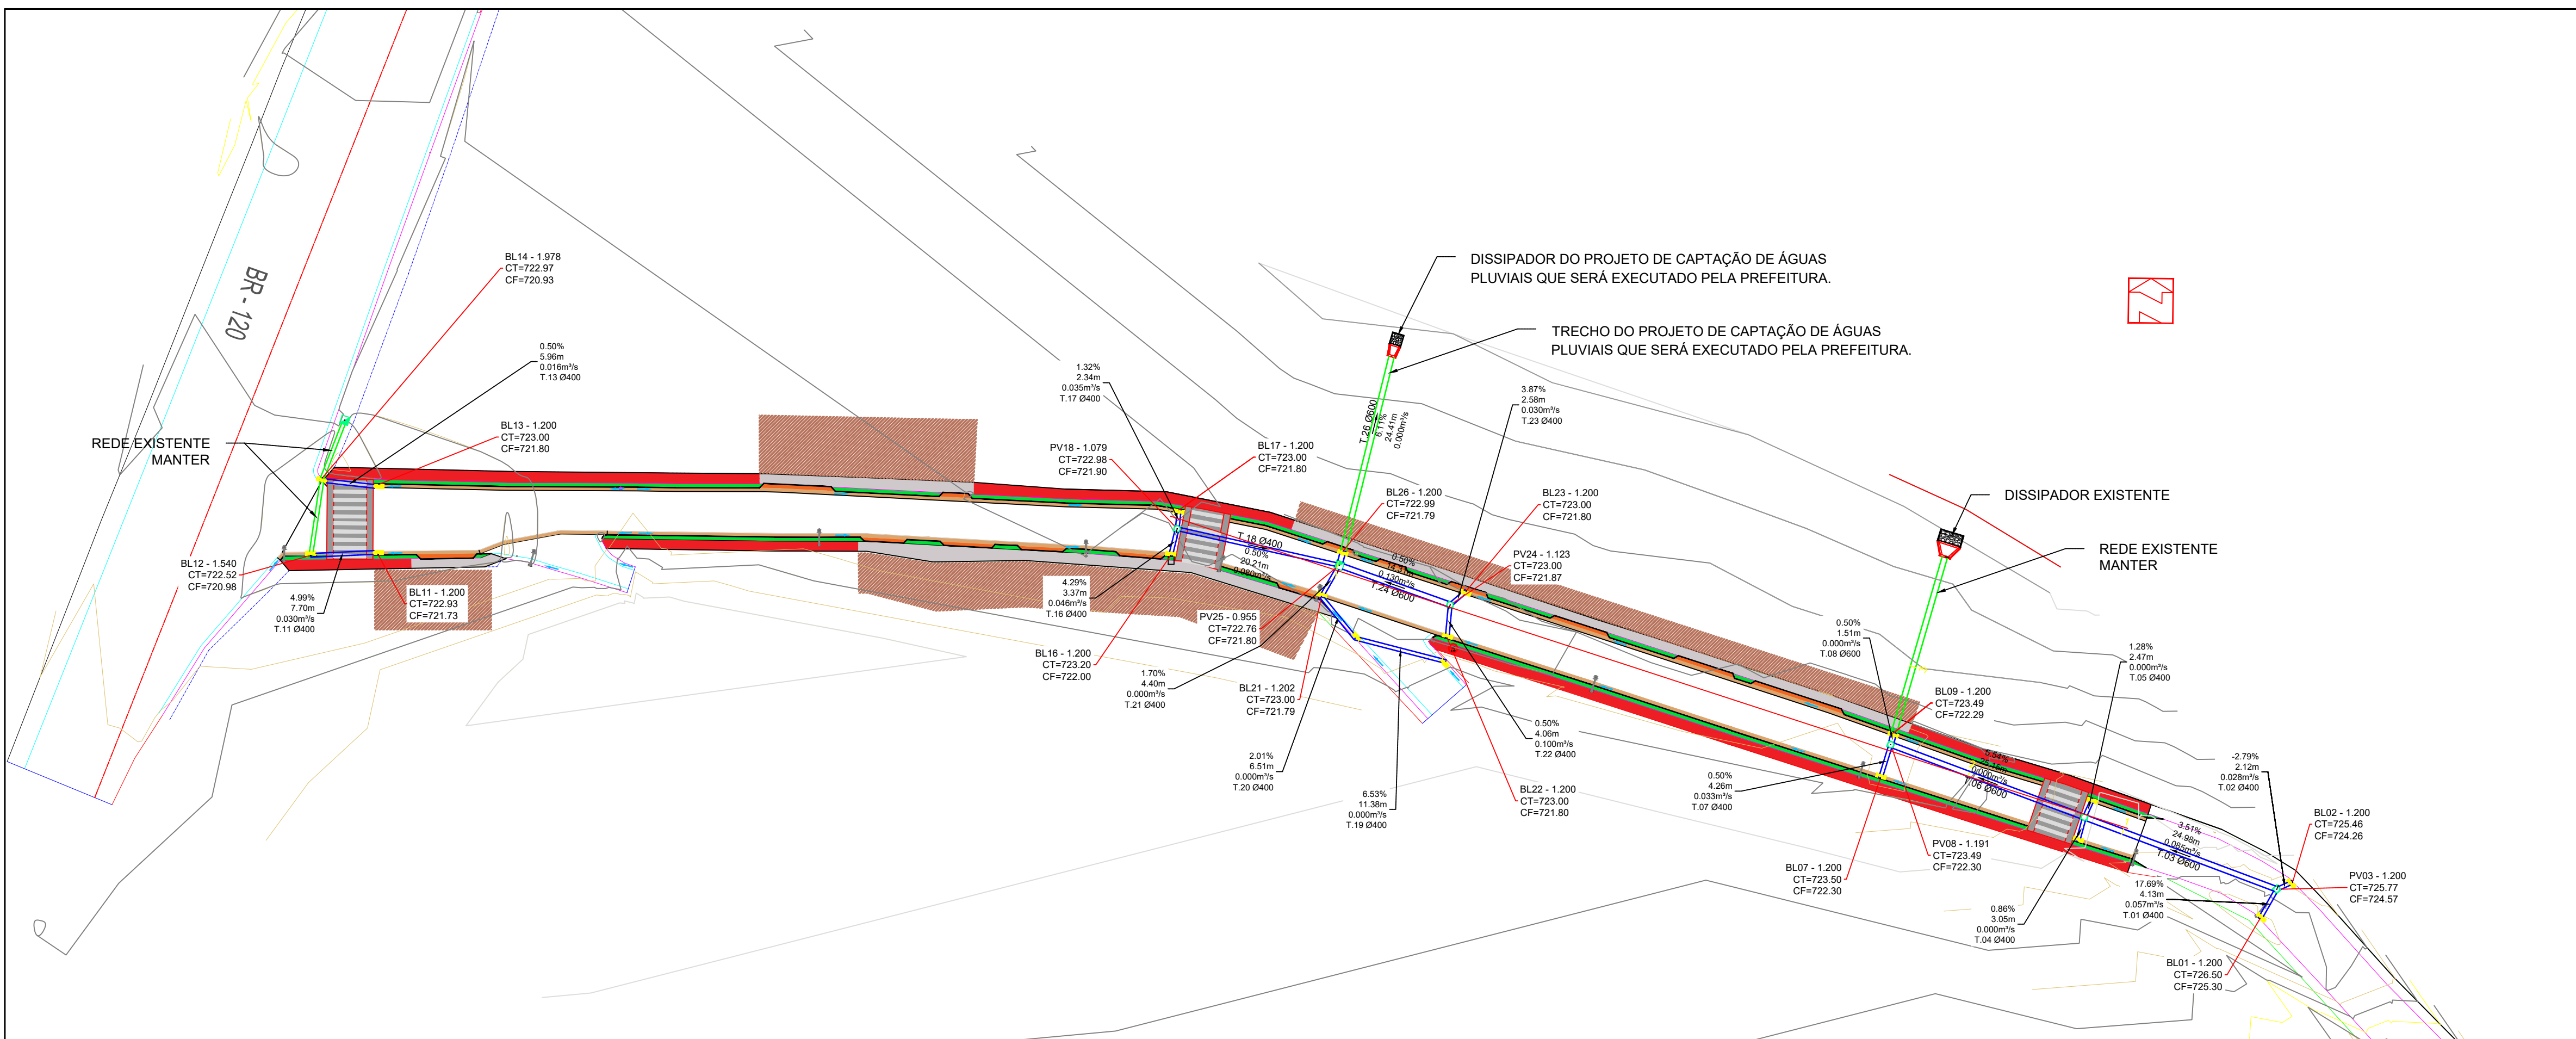 BR - 120
BL14 - 1.978
CT=722.97
CF=720.93
0.50%
5.96m
0.016m³/s
T.13 Ø400
REDE EXISTENTE
MANTER
BL13 - 1.200
CT=723.00
CF=721.80
BL12 - 1.540
CT=722.52
CF=720.98
4.99%
7.70m
0.030m³/s
T.11 Ø400
BL11 - 1.200
CT=722.93
CF=721.73
1.32%
2.34m
0.035m³/s
T.17 Ø400
PV18 - 1.079
CT=722.98
CF=721.90
BL17 - 1.200
CT=723.00
CF=721.80
4.29%
3.37m
0.046m³/s
T.16 Ø400
BL16 - 1.200
CT=723.20
CF=722.00
T.18 Ø400
0.50%
20.21m
0.080m³/s
PV25 - 0.955
CT=722.76
CF=721.80
1.70%
4.40m
0.000m³/s
T.21 Ø400
BL21 - 1.202
CT=723.00
CF=721.79
2.01%
6.51m
0.000m³/s
T.20 Ø400
6.53%
11.38m
0.000m³/s
T.19 Ø400
DISSIPADOR DO PROJETO DE CAPTAÇÃO DE ÁGUAS
PLUVIAIS QUE SERÁ EXECUTADO PELA PREFEITURA.
TRECHO DO PROJETO DE CAPTAÇÃO DE ÁGUAS
PLUVIAIS QUE SERÁ EXECUTADO PELA PREFEITURA.
T.26 Ø600
6.11%
24.41m
0.000m³/s
BL26 - 1.200
CT=722.99
CF=721.79
3.87%
2.58m
0.030m³/s
T.23 Ø400
BL23 - 1.200
CT=723.00
CF=721.80
PV24 - 1.123
CT=723.00
CF=721.87
0.50%
14.31m
0.130m³/s
T.24 Ø600
0.50%
4.06m
0.100m³/s
T.22 Ø400
BL22 - 1.200
CT=723.00
CF=721.80
DISSIPADOR EXISTENTE
REDE EXISTENTE
MANTER
0.50%
1.51m
0.000m³/s
T.08 Ø600
BL09 - 1.200
CT=723.49
CF=722.29
0.50%
4.26m
0.033m³/s
T.07 Ø400
BL07 - 1.200
CT=723.50
CF=722.30
PV08 - 1.191
CT=723.49
CF=722.30
5.54%
0.000m³/s
T.06 Ø600
1.28%
2.47m
0.000m³/s
T.05 Ø400
0.86%
3.05m
0.000m³/s
T.04 Ø400
3.51%
24.98m
0.085m³/s
T.03 Ø600
-2.79%
2.12m
0.028m³/s
T.02 Ø400
BL02 - 1.200
CT=725.46
CF=724.26
PV03 - 1.200
CT=725.77
CF=724.57
17.69%
4.13m
0.057m³/s
T.01 Ø400
BL01 - 1.200
CT=726.50
CF=725.30